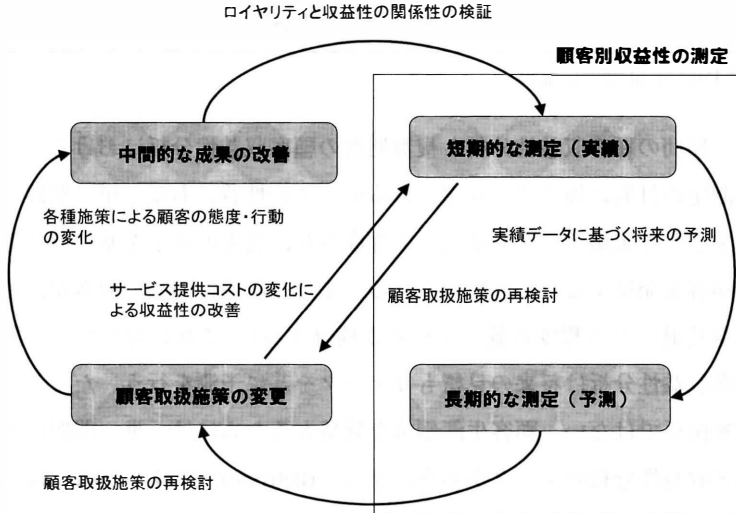 ロイヤリティと収益性の関係性の検証
顧客別収益性の測定
中間的な成果の改善
短期的な測定（実績）
各種施策による顧客の態度・行動
の変化
実績データに基づく将来の予測
サービス提供コストの変化に
よる収益性の改善
顧客取扱施策の再検討
顧客取扱施策の変更
長期的な測定（予測）
顧客取扱施策の再検討